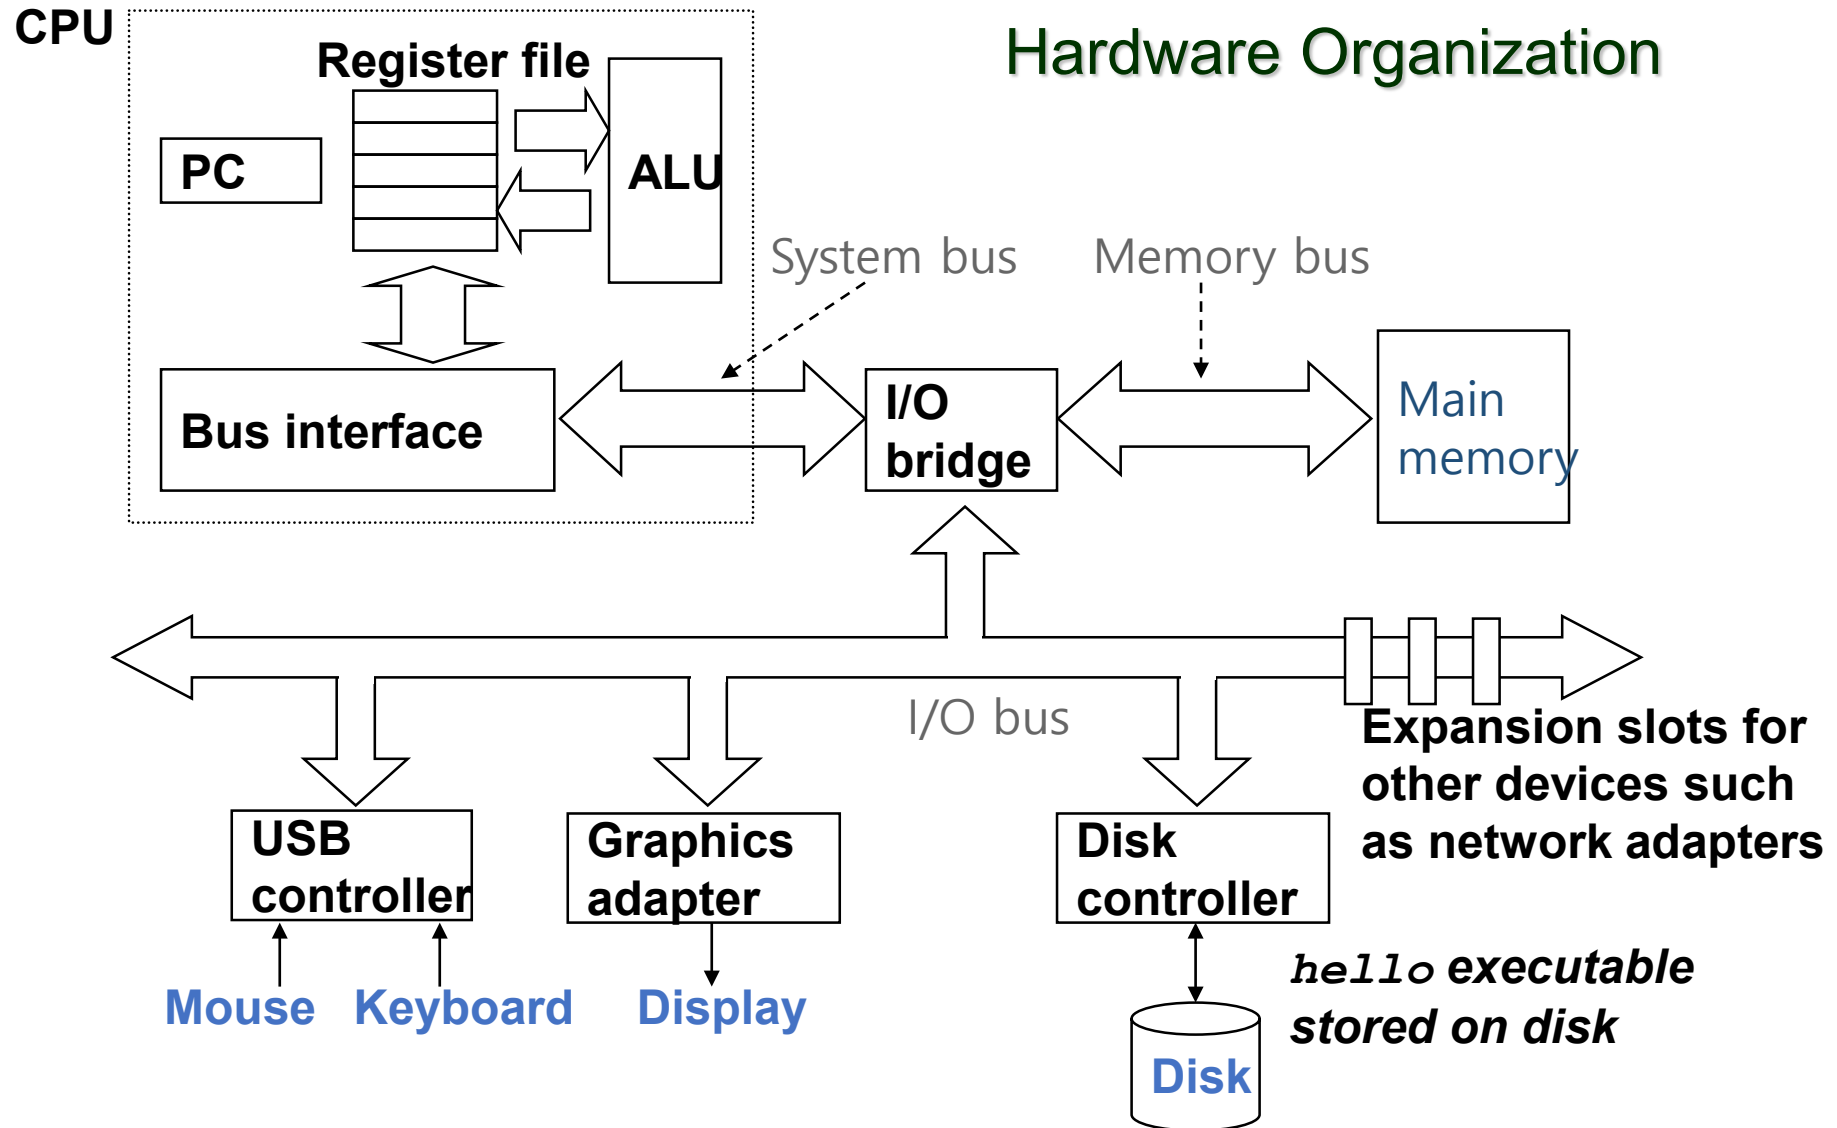 CPU
Hardware Organization
Register file
PC
ALU
System bus
Memory bus
Bus interface
I/O
bridge
Main
memory
I/O bus
Expansion slots for
other devices such
as network adapters
USB
controller
Graphics
adapter
Disk
controller
Mouse
Keyboard
Display
hello executable
stored on disk
Disk